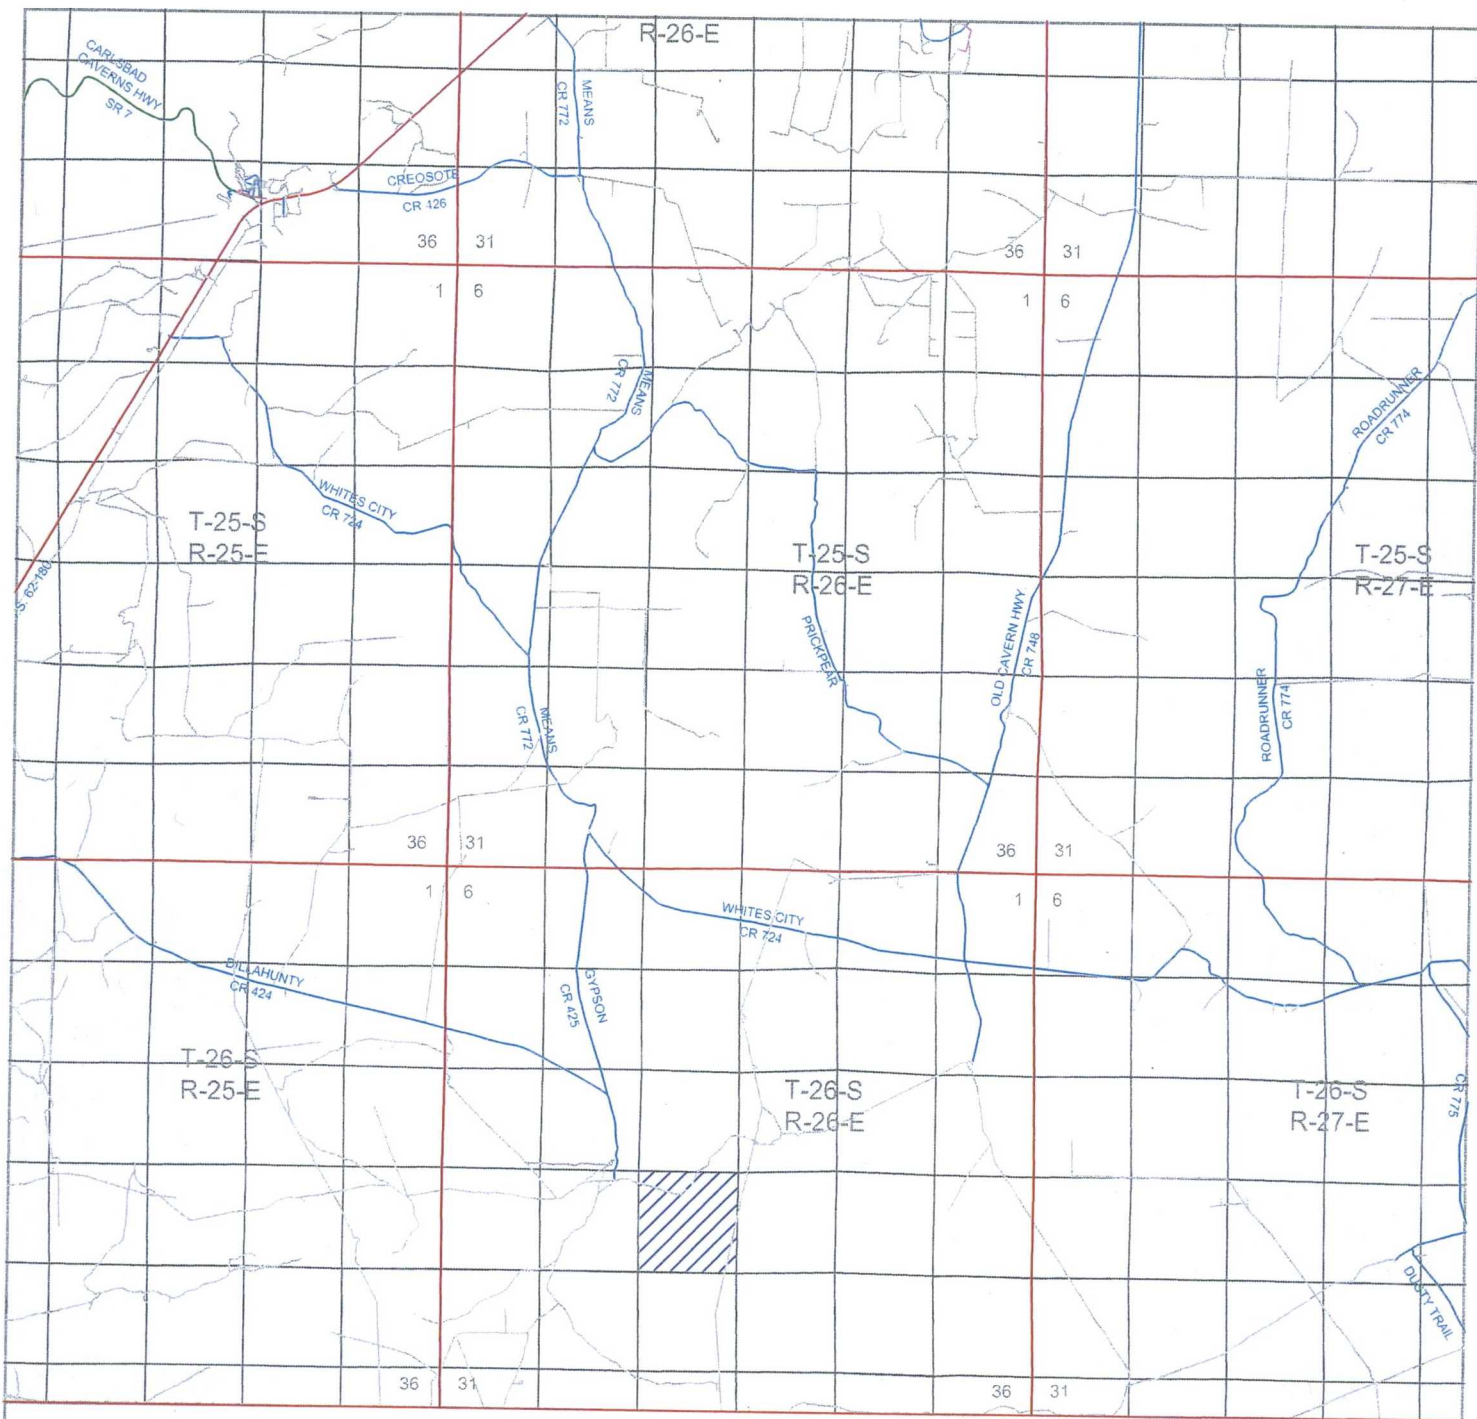 R-26-E
CARLSBAD
CAVERNS HWY
SR 7
MEANS
CR 772
CREOSOTE
CR 426
36 31
36 31
1 6
1 6
CR 772
MEANS
ROADRUNNER
CR 774
WHITES CITY
CR 724
T-25-S
R-25-E
T-25-S
R-26-E
T-25-S
R-27-E
.S. 62-180
PRICKPEAR
OLD CAVERN HWY
CR 748
ROADRUNNER
CR 774
MEANS
CR 772
36 31
36 31
1 6
1 6
WHITES CITY
CR 724
DILLAHUNTY
CR 424
GYPSON
CR 425
T-26-S
R-25-E
T-26-S
R-26-E
T-26-S
R-27-E
CR 775
DUSTY TRAIL
36 31
36 31